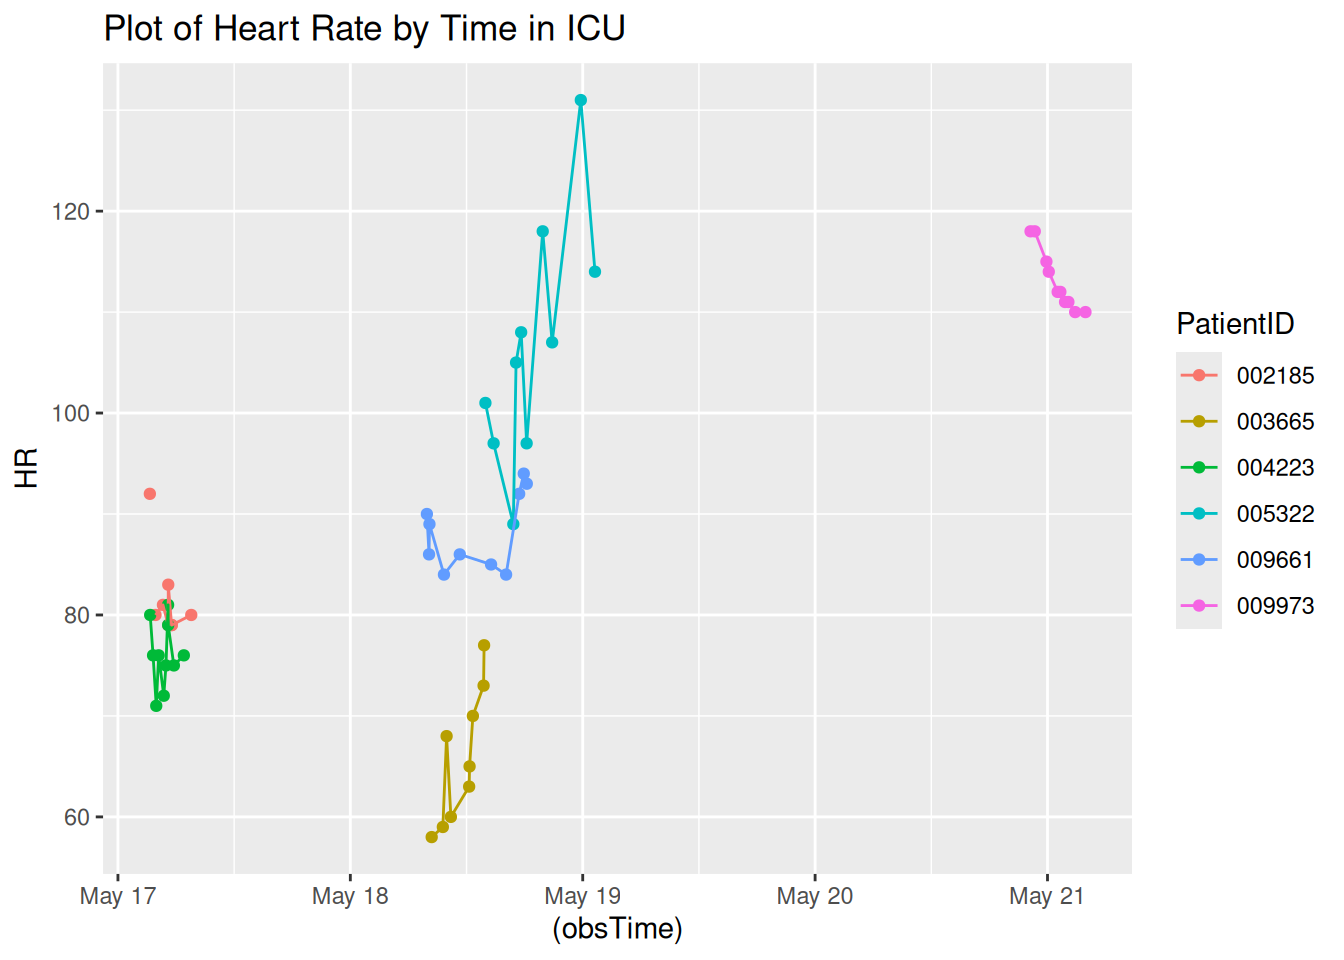 Plot of Heart Rate by Time in ICU
120
100
80
60
HR
May 17
May 18
May 19
May 20
May 21
(obsTime)
PatientID
002185
003665
004223
005322
009661
009973